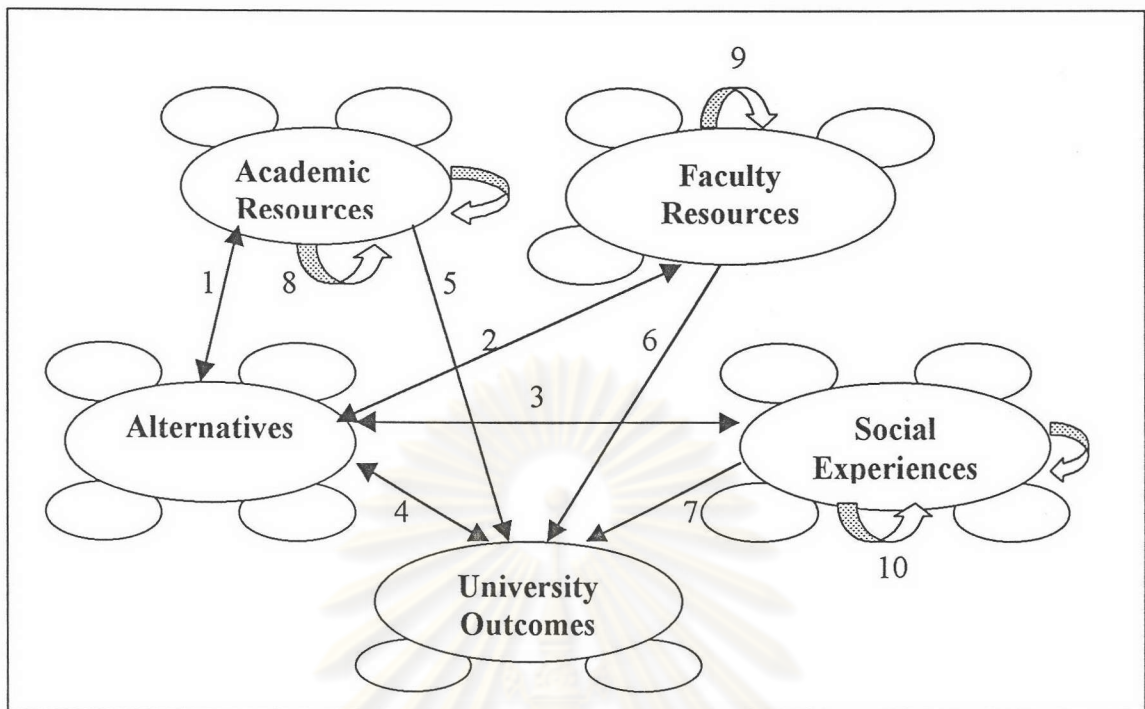 9
Academic
Resources
Faculty
Resources
1
8
5
2
6
3
Alternatives
Social
Experiences
4
7
10
University
Outcomes